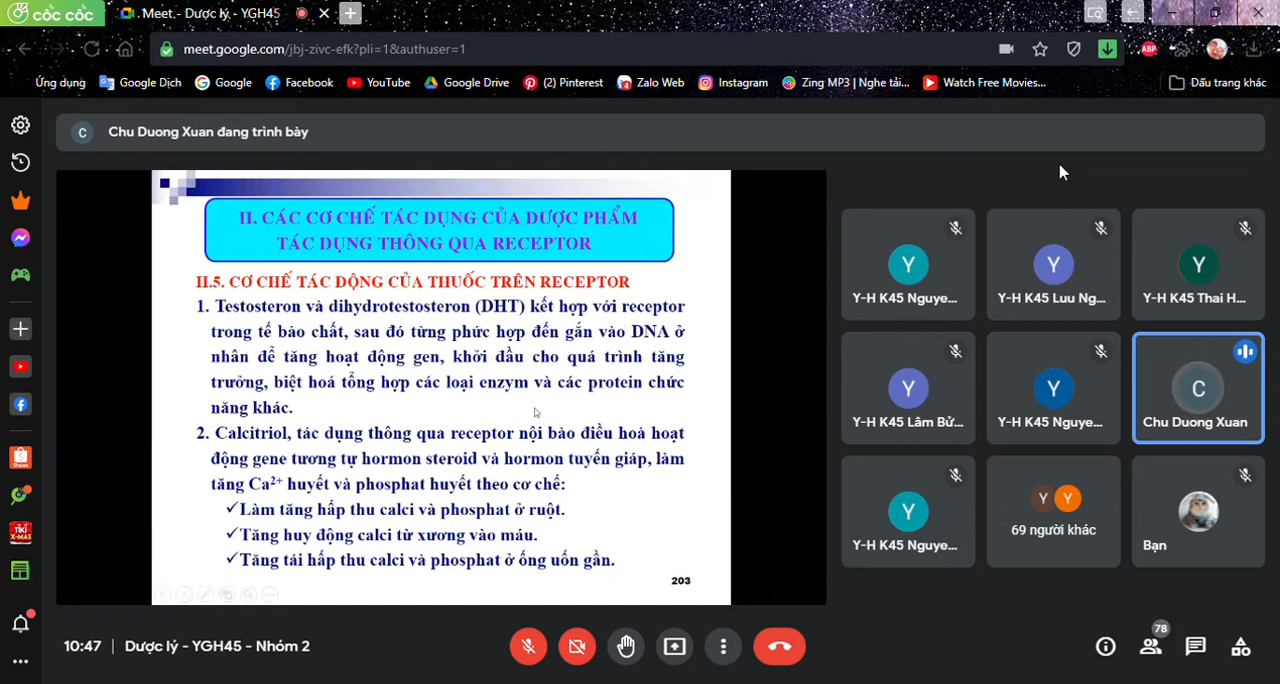 cốc cốc
Meet - Dược lý - YGH45
meet.google.com/jbj-zivc-efk?pli=1&authuser=1
ABP
Ứng dụng
Google Dịch
Google
Facebook
YouTube
Google Drive
(2) Pinterest
Zalo Web
Instagram
Zing MP3 | Nghe tải...
Watch Free Movies...
Dấu trang khác
C
Chu Duong Xuan đang trình bày
II. CÁC CƠ CHẾ TÁC DỤNG CỦA DƯỢC PHẨM
TÁC DỤNG THÔNG QUA RECEPTOR
II.5. CƠ CHẾ TÁC ĐỘNG CỦA THUỐC TRÊN RECEPTOR
1. Testosteron và dihydrotestosteron (DHT) kết hợp với receptor
trong tế bào chất, sau đó từng phức hợp đến gắn vào DNA ở
nhân để tăng hoạt động gen, khởi đầu cho quá trình tăng
trưởng, biệt hoá tổng hợp các loại enzym và các protein chức
năng khác.
2. Calcitriol, tác dụng thông qua receptor nội bào điều hoà hoạt
động gene tương tự hormon steroid và hormon tuyến giáp, làm
tăng Ca²⁺ huyết và phosphat huyết theo cơ chế:
✓Làm tăng hấp thu calci và phosphat ở ruột.
✓Tăng huy động calci từ xương vào máu.
✓Tăng tái hấp thu calci và phosphat ở ống uốn gần.
203
Y
Y-H K45 Nguye...
Y
Y-H K45 Luu Ng...
Y
Y-H K45 Thai H...
Y
Y-H K45 Lâm Bử...
Y
Y-H K45 Nguye...
C
Chu Duong Xuan
Y
Y-H K45 Nguye...
Y Y
69 người khác
Bạn
TIKI
X-MAS
10:47 | Dược lý - YGH45 - Nhóm 2
78